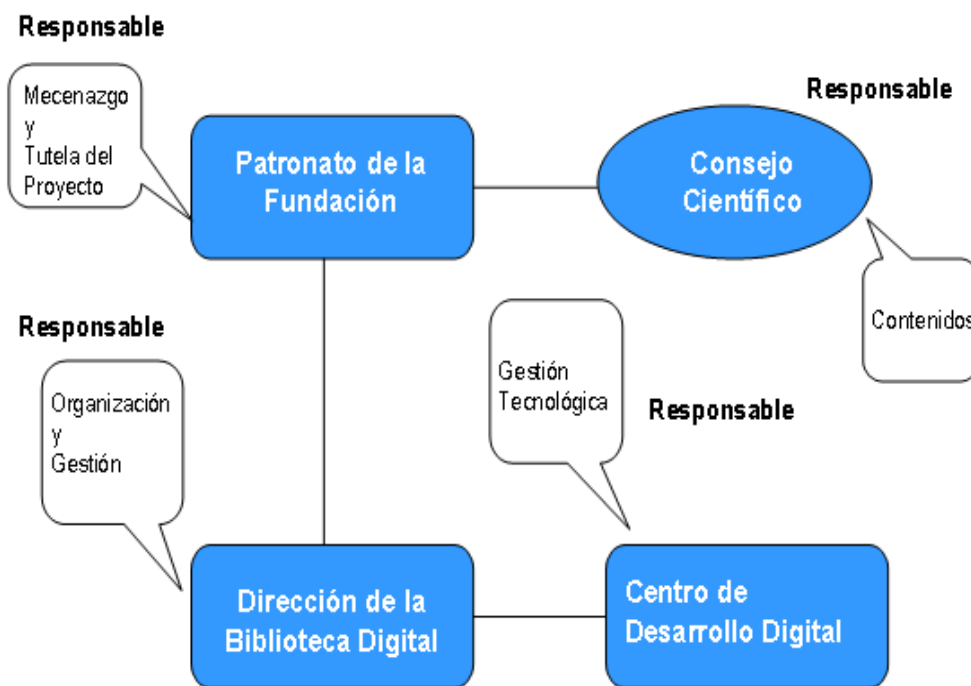 Responsable
Mecenazgo
y
Tutela del
Proyecto
Patronato de la
Fundación
Responsable
Consejo
Científico
Contenidos
Responsable
Organización
y
Gestión
Gestión
Tecnológica
Responsable
Dirección de la
Biblioteca Digital
Centro de
Desarrollo Digital